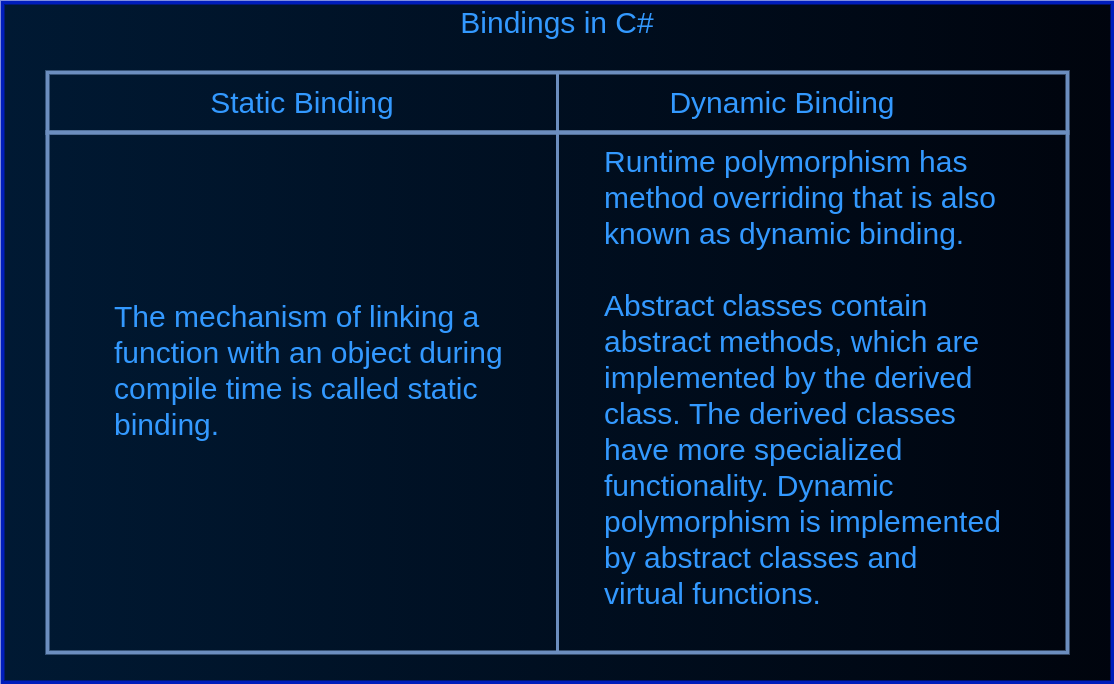 Bindings in C#
Static Binding
Dynamic Binding
The mechanism of linking a
function with an object during
compile time is called static
binding.
Runtime polymorphism has
method overriding that is also
known as dynamic binding.
Abstract classes contain
abstract methods, which are
implemented by the derived
class. The derived classes
have more specialized
functionality. Dynamic
polymorphism is implemented
by abstract classes and
virtual functions.